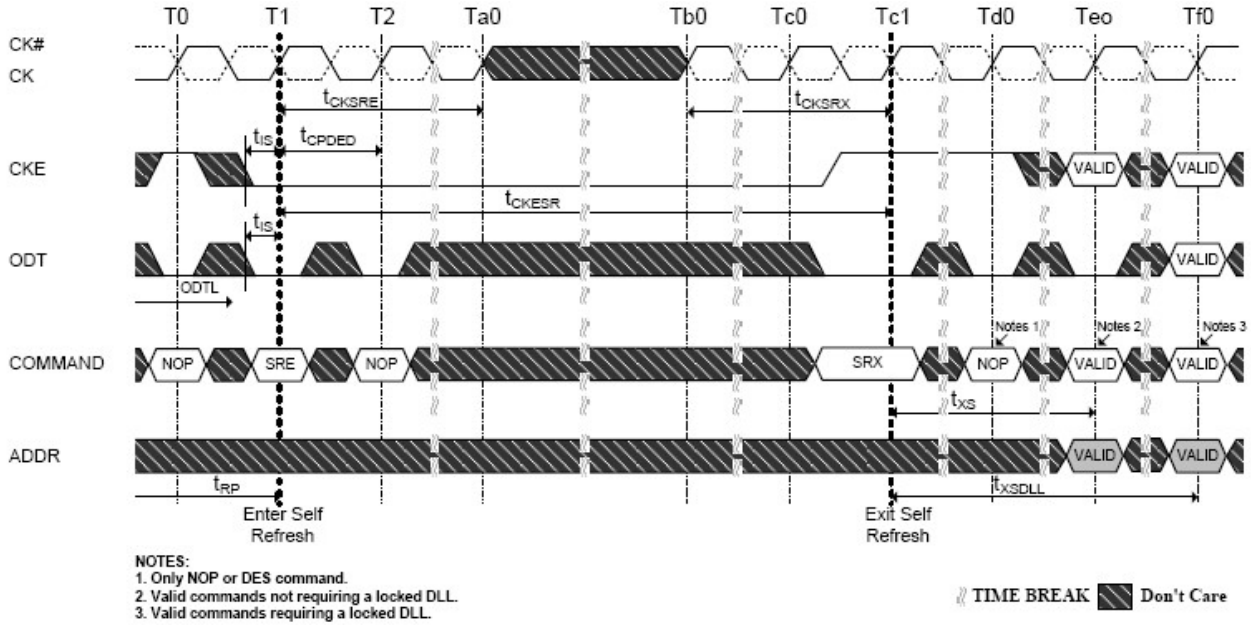 T0 T1 T2 Ta0 Tb0 Tc0 Tc1 Td0 Teo Tf0
CK#
CK
tCKSRE tCKSRX
tIS tCPDED
CKE VALID VALID
tCKESR
tIS
ODT VALID
ODTL
Notes 1 Notes 2 Notes 3
COMMAND NOP SRE NOP SRX NOP VALID VALID
tXS
ADDR VALID VALID
tRP tXSDLL
Enter Self
Refresh
Exit Self
Refresh
NOTES:
1. Only NOP or DES command.
2. Valid commands not requiring a locked DLL.
3. Valid commands requiring a locked DLL.
TIME BREAK Don't Care